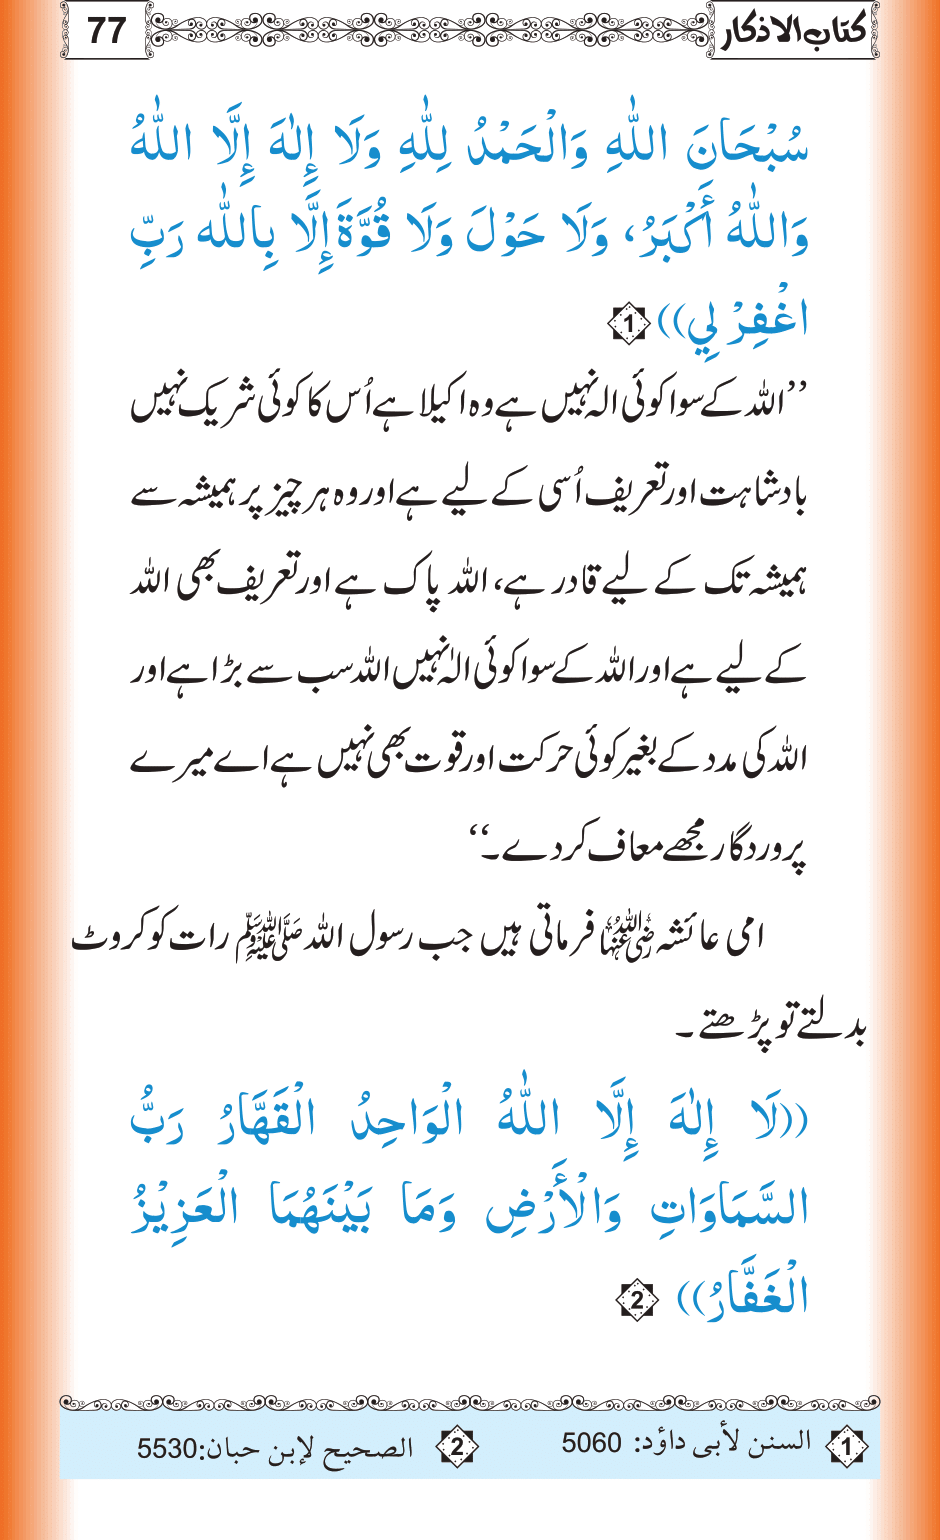 كتاب الاذكار 77
سُبْحَانَ اللّٰهِ وَالْحَمْدُ لِلّٰهِ وَلَا إِلٰهَ إِلَّا اللّٰهُ
وَاللّٰهُ أَكْبَرُ، وَلَا حَوْلَ وَلَا قُوَّةَ إِلَّا بِاللّٰه رَبِّ
اغْفِرْ لِي)) 1
’’اللہ کے سوا کوئی الہ نہیں ہے وہ اکیلا ہے اُس کا کوئی شریک نہیں
بادشاہت اور تعریف اُسی کے لیے ہے اور وہ ہر چیز پر ہمیشہ سے
ہمیشہ تک کے لیے قادر ہے، اللہ پاک ہے اور تعریف بھی اللہ
کے لیے ہے اور اللہ کے سوا کوئی الٰہ نہیں اللہ سب سے بڑا ہے اور
اللہ کی مدد کے بغیر کوئی حرکت اور قوت بھی نہیں ہے اے میرے
پروردگار مجھے معاف کردے۔‘‘
امی عائشہ رضی اللہ عنہا فرماتی ہیں جب رسول اللہ ﷺ رات کو کروٹ
بدلتے تو پڑھتے۔
((لَا إِلٰهَ إِلَّا اللّٰهُ الْوَاحِدُ الْقَهَّارُ رَبُّ
السَّمَاوَاتِ وَالْأَرْضِ وَمَا بَيْنَهُمَا الْعَزِيْزُ
الْغَفَّارُ)) 2
1 السنن لأبی داؤد: 5060 2 الصحیح لإبن حبان:5530